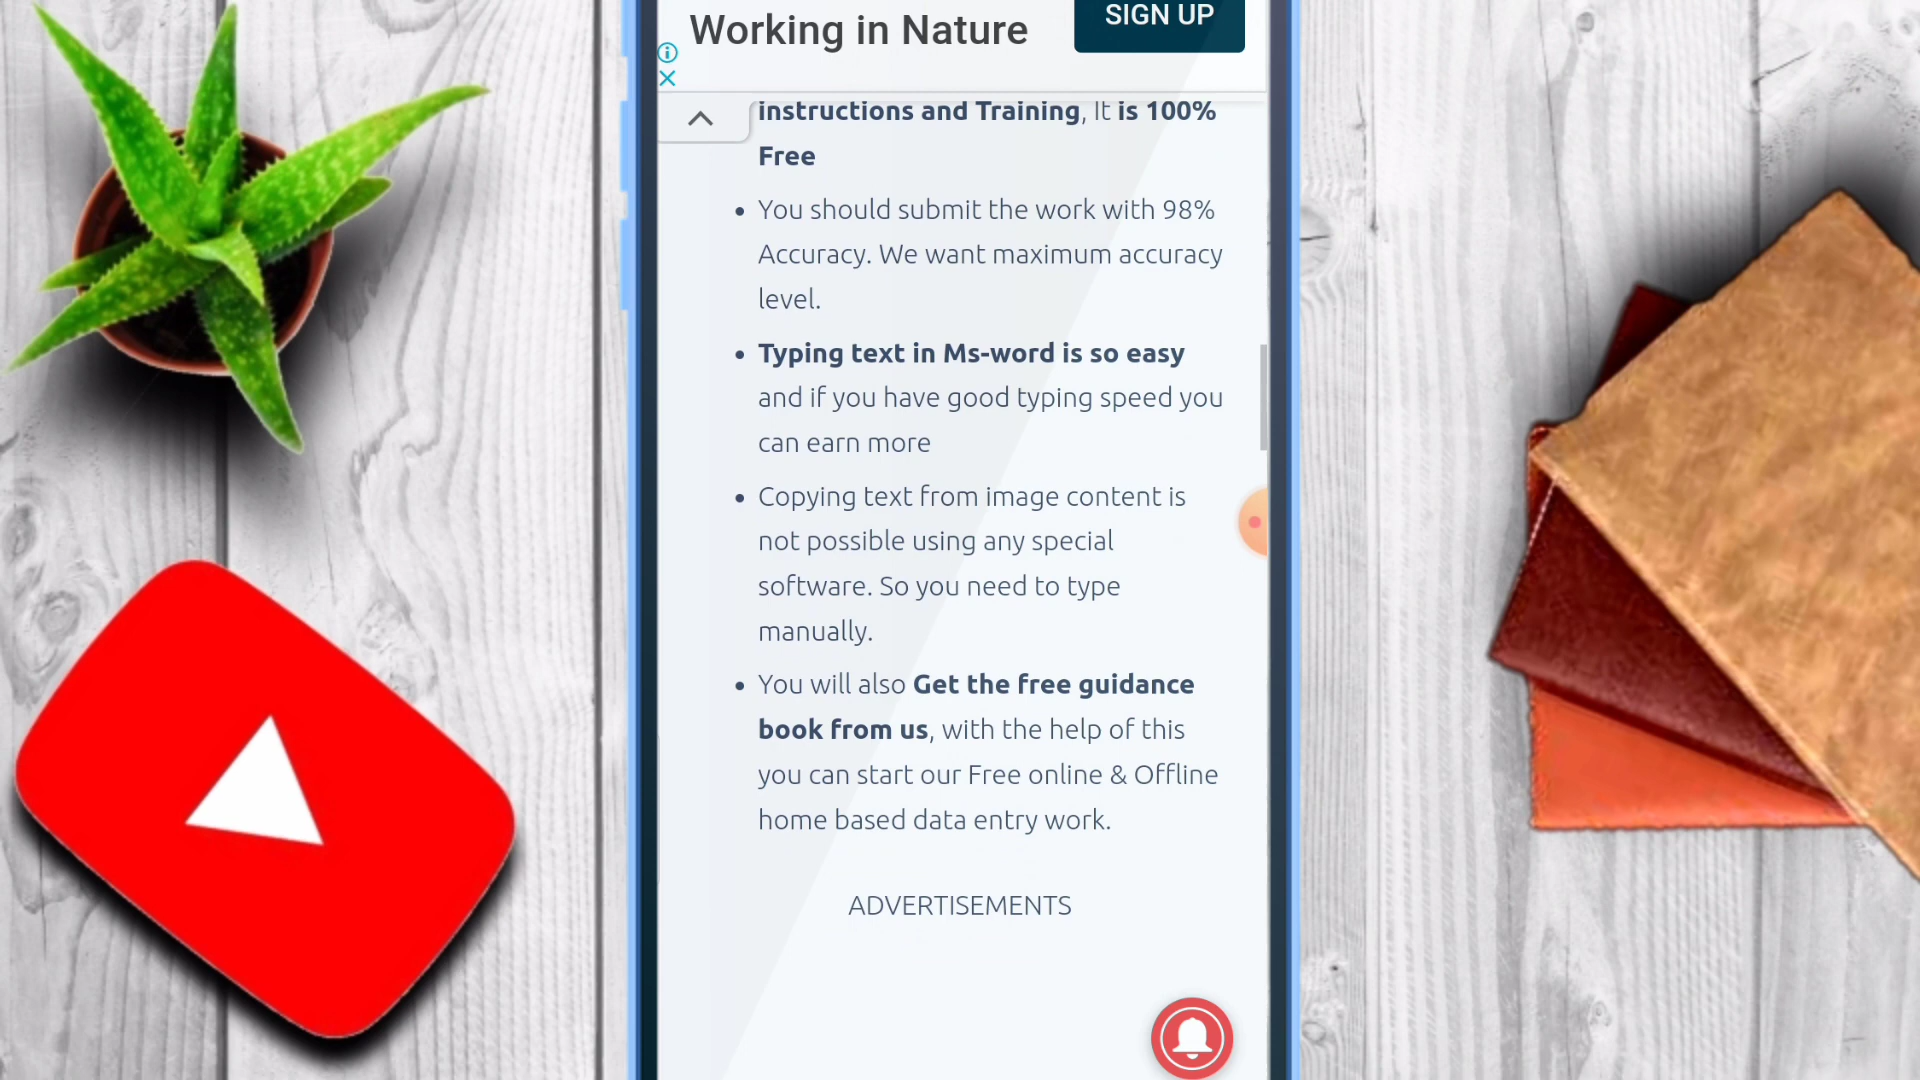 Working in Nature
SIGN UP
instructions and Training, It is 100%
Free
You should submit the work with 98%
Accuracy. We want maximum accuracy
level.
Typing text in Ms-word is so easy
and if you have good typing speed you
can earn more
Copying text from image content is
not possible using any special
software. So you need to type
manually.
You will also Get the free guidance
book from us, with the help of this
you can start our Free online & Offline
home based data entry work.
ADVERTISEMENTS